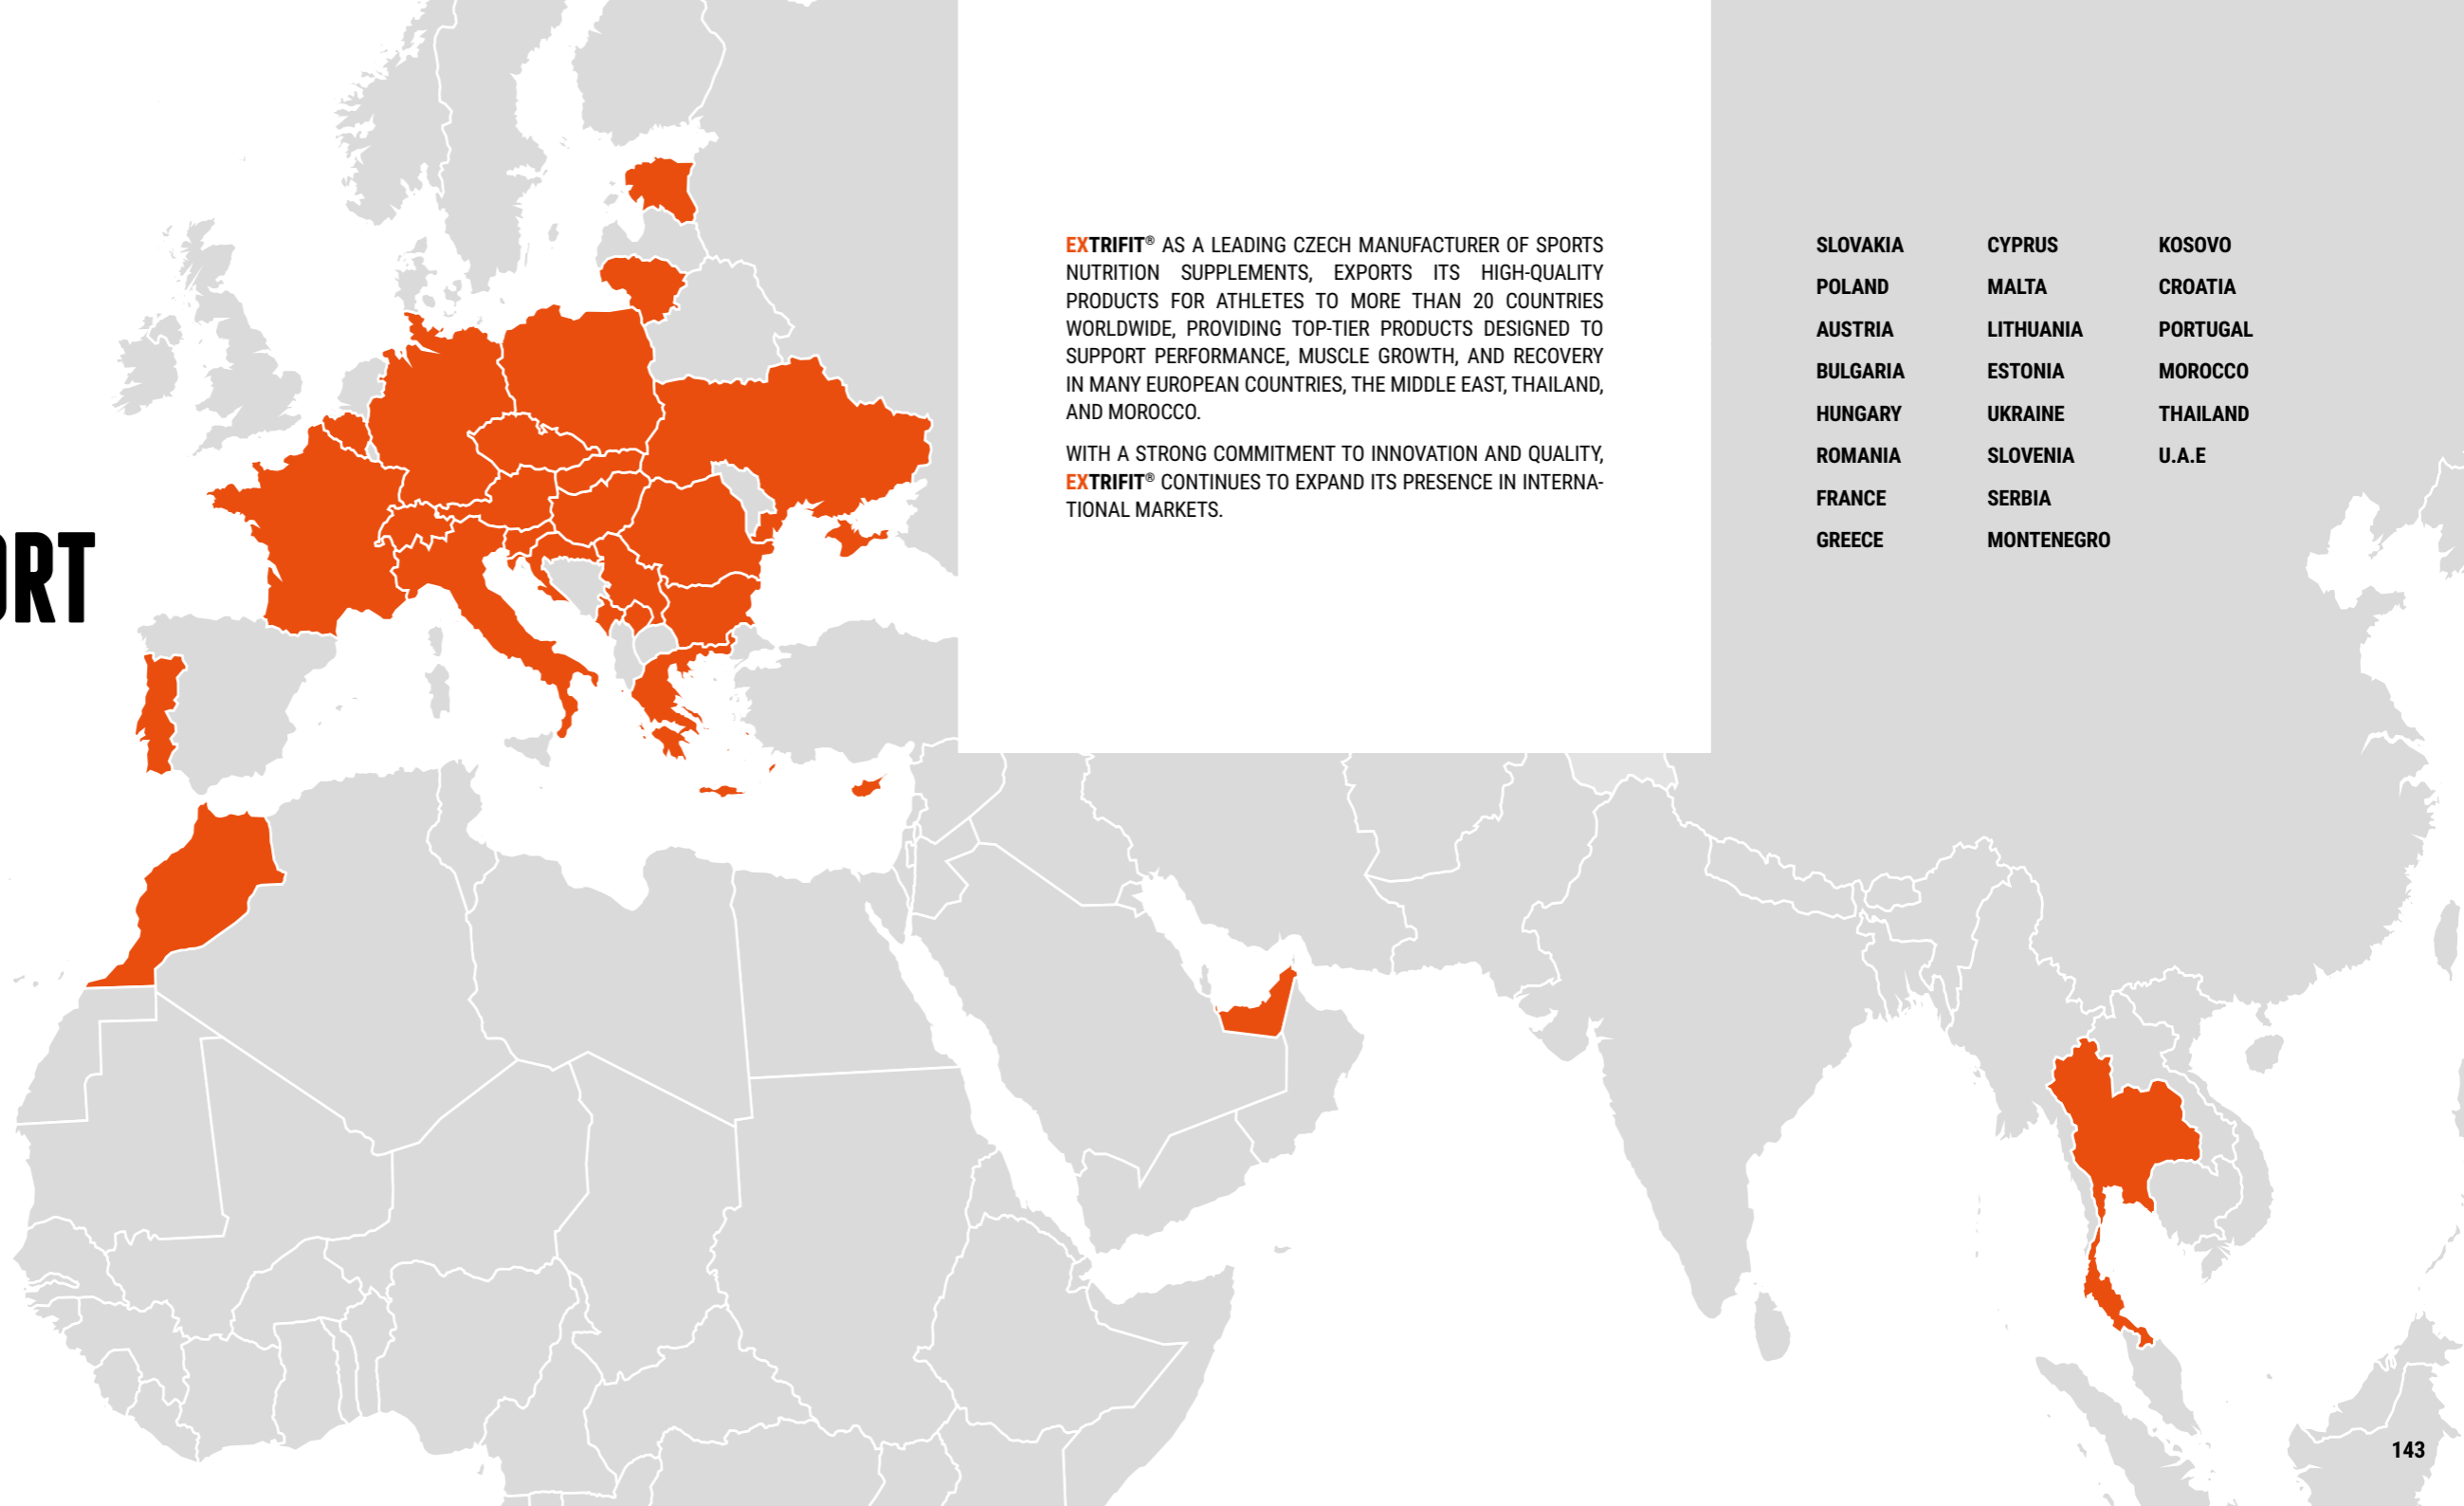 ORT
EXTRIFIT® AS A LEADING CZECH MANUFACTURER OF SPORTS
NUTRITION SUPPLEMENTS, EXPORTS ITS HIGH-QUALITY
PRODUCTS FOR ATHLETES TO MORE THAN 20 COUNTRIES
WORLDWIDE, PROVIDING TOP-TIER PRODUCTS DESIGNED TO
SUPPORT PERFORMANCE, MUSCLE GROWTH, AND RECOVERY
IN MANY EUROPEAN COUNTRIES, THE MIDDLE EAST, THAILAND,
AND MOROCCO.
WITH A STRONG COMMITMENT TO INNOVATION AND QUALITY,
EXTRIFIT® CONTINUES TO EXPAND ITS PRESENCE IN INTERNA-
TIONAL MARKETS.
SLOVAKIA
POLAND
AUSTRIA
BULGARIA
HUNGARY
ROMANIA
FRANCE
GREECE
CYPRUS
MALTA
LITHUANIA
ESTONIA
UKRAINE
SLOVENIA
SERBIA
MONTENEGRO
KOSOVO
CROATIA
PORTUGAL
MOROCCO
THAILAND
U.A.E
143